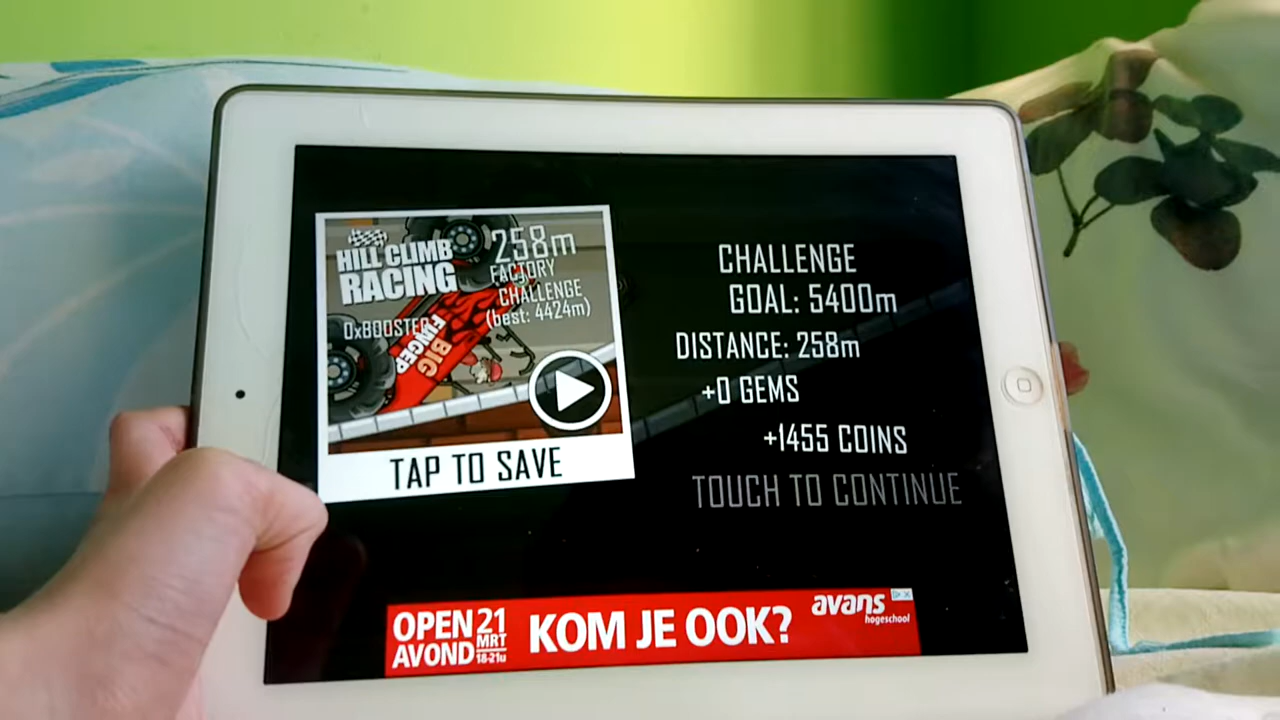 HILL CLIMB
RACING
258m
FACTORY
CHALLENGE
(best: 4424m)
0xBOOSTER
BIG
FINGER
TAP TO SAVE
CHALLENGE
GOAL: 5400m
DISTANCE: 258m
+0 GEMS
+1455 COINS
TOUCH TO CONTINUE
OPEN 21
AVOND MRT
18-21u
KOM JE OOK?
avans
hogeschool